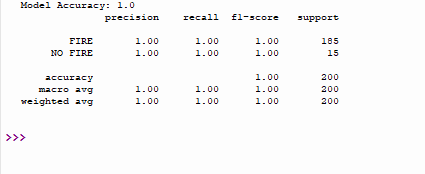 Model Accuracy: 1.0
precision recall f1-score support
FIRE 1.00 1.00 1.00 185
NO FIRE 1.00 1.00 1.00 15
accuracy 1.00 200
macro avg 1.00 1.00 1.00 200
weighted avg 1.00 1.00 1.00 200
>>>